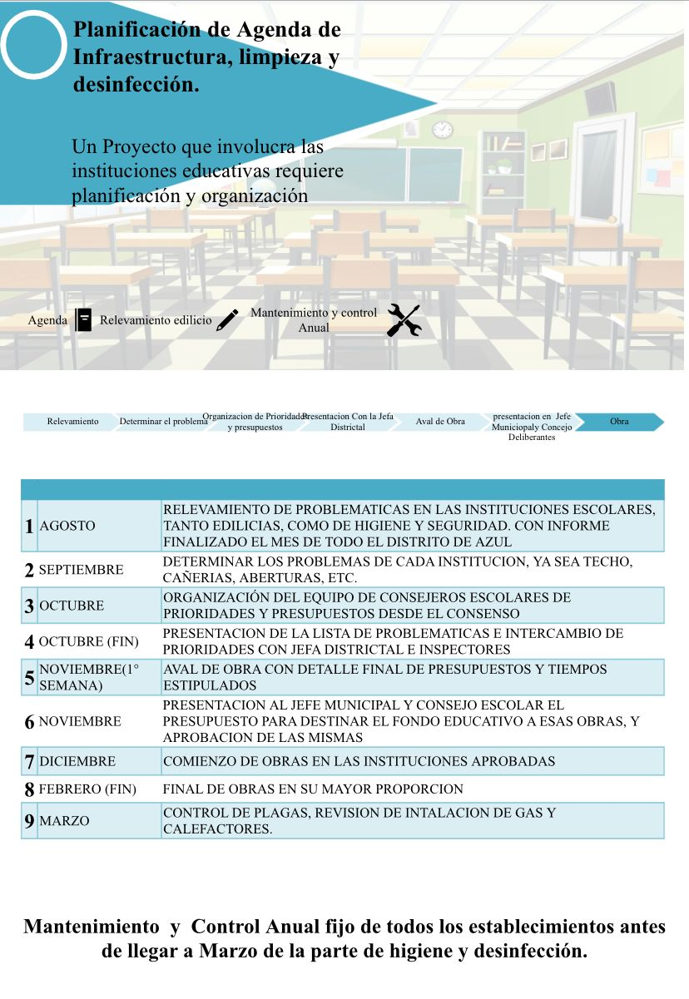 Planificación de Agenda de
Infraestructura, limpieza y
desinfección.
Un Proyecto que involucra las
instituciones educativas requiere
planificación y organización
Agenda
Relevamiento edilicio
Mantenimiento y control
Anual
Relevamiento
Determinar el problema
Organizacion de Prioridades
y presupuestos
Presentacion Con la Jefa
Districtal
Aval de Obra
presentacion en Jefe
Municiopaly Concejo
Deliberantes
Obra
1 AGOSTO
RELEVAMIENTO DE PROBLEMATICAS EN LAS INSTITUCIONES ESCOLARES,
TANTO EDILICIAS, COMO DE HIGIENE Y SEGURIDAD. CON INFORME
FINALIZADO EL MES DE TODO EL DISTRITO DE AZUL
2 SEPTIEMBRE
DETERMINAR LOS PROBLEMAS DE CADA INSTITUCION, YA SEA TECHO,
CAÑERIAS, ABERTURAS, ETC.
3 OCTUBRE
ORGANIZACIÓN DEL EQUIPO DE CONSEJEROS ESCOLARES DE
PRIORIDADES Y PRESUPUESTOS DESDE EL CONSENSO
4 OCTUBRE (FIN)
PRESENTACION DE LA LISTA DE PROBLEMATICAS E INTERCAMBIO DE
PRIORIDADES CON JEFA DISTRICTAL E INSPECTORES
5 NOVIEMBRE(1°
SEMANA)
AVAL DE OBRA CON DETALLE FINAL DE PRESUPUESTOS Y TIEMPOS
ESTIPULADOS
6 NOVIEMBRE
PRESENTACION AL JEFE MUNICIPAL Y CONSEJO ESCOLAR EL
PRESUPUESTO PARA DESTINAR EL FONDO EDUCATIVO A ESAS OBRAS, Y
APROBACION DE LAS MISMAS
7 DICIEMBRE
COMIENZO DE OBRAS EN LAS INSTITUCIONES APROBADAS
8 FEBRERO (FIN)
FINAL DE OBRAS EN SU MAYOR PROPORCION
9 MARZO
CONTROL DE PLAGAS, REVISION DE INTALACION DE GAS Y
CALEFACTORES.
Mantenimiento y Control Anual fijo de todos los establecimientos antes
de llegar a Marzo de la parte de higiene y desinfección.